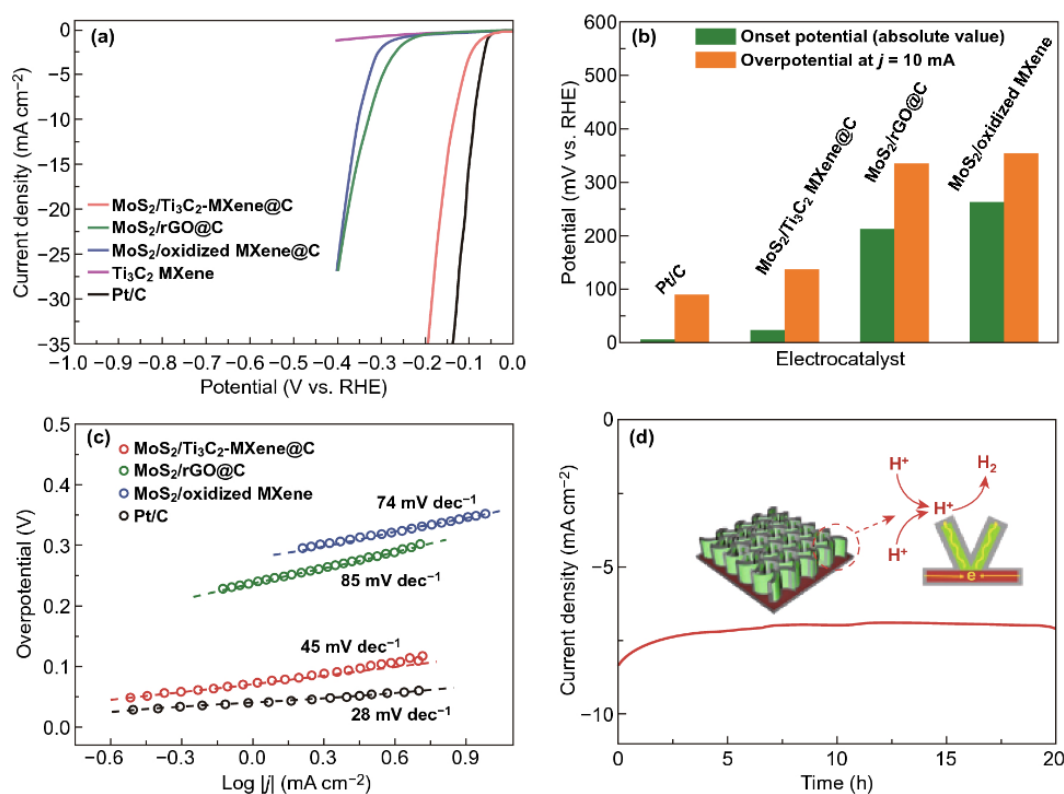 (a)
0
−5
−10
−15
−20
−25
−30
−35
Current density (mA cm⁻²)
MoS₂/Ti₃C₂-MXene@C
MoS₂/rGO@C
MoS₂/oxidized MXene@C
Ti₃C₂ MXene
Pt/C
−1.0 −0.9 −0.8 −0.7 −0.6 −0.5 −0.4 −0.3 −0.2 −0.1 0.0
Potential (V vs. RHE)
(b)
600
500
400
300
200
100
0
Potential (mV vs. RHE)
Onset potential (absolute value)
Overpotential at j = 10 mA
Pt/C
MoS₂/Ti₃C₂ MXene@C
MoS₂/rGO@C
MoS₂/oxidized MXene
Electrocatalyst
(c)
0.5
0.4
0.3
0.2
0.1
0.0
Overpotential (V)
MoS₂/Ti₃C₂-MXene@C
MoS₂/rGO@C
MoS₂/oxidized MXene
Pt/C
74 mV dec⁻¹
85 mV dec⁻¹
45 mV dec⁻¹
28 mV dec⁻¹
−0.6 −0.3 0.0 0.3 0.6 0.9
Log |j| (mA cm⁻²)
(d)
0
−5
−10
Current density (mA cm⁻²)
H⁺
H₂
H⁺
H⁺
e
0 5 10 15 20
Time (h)